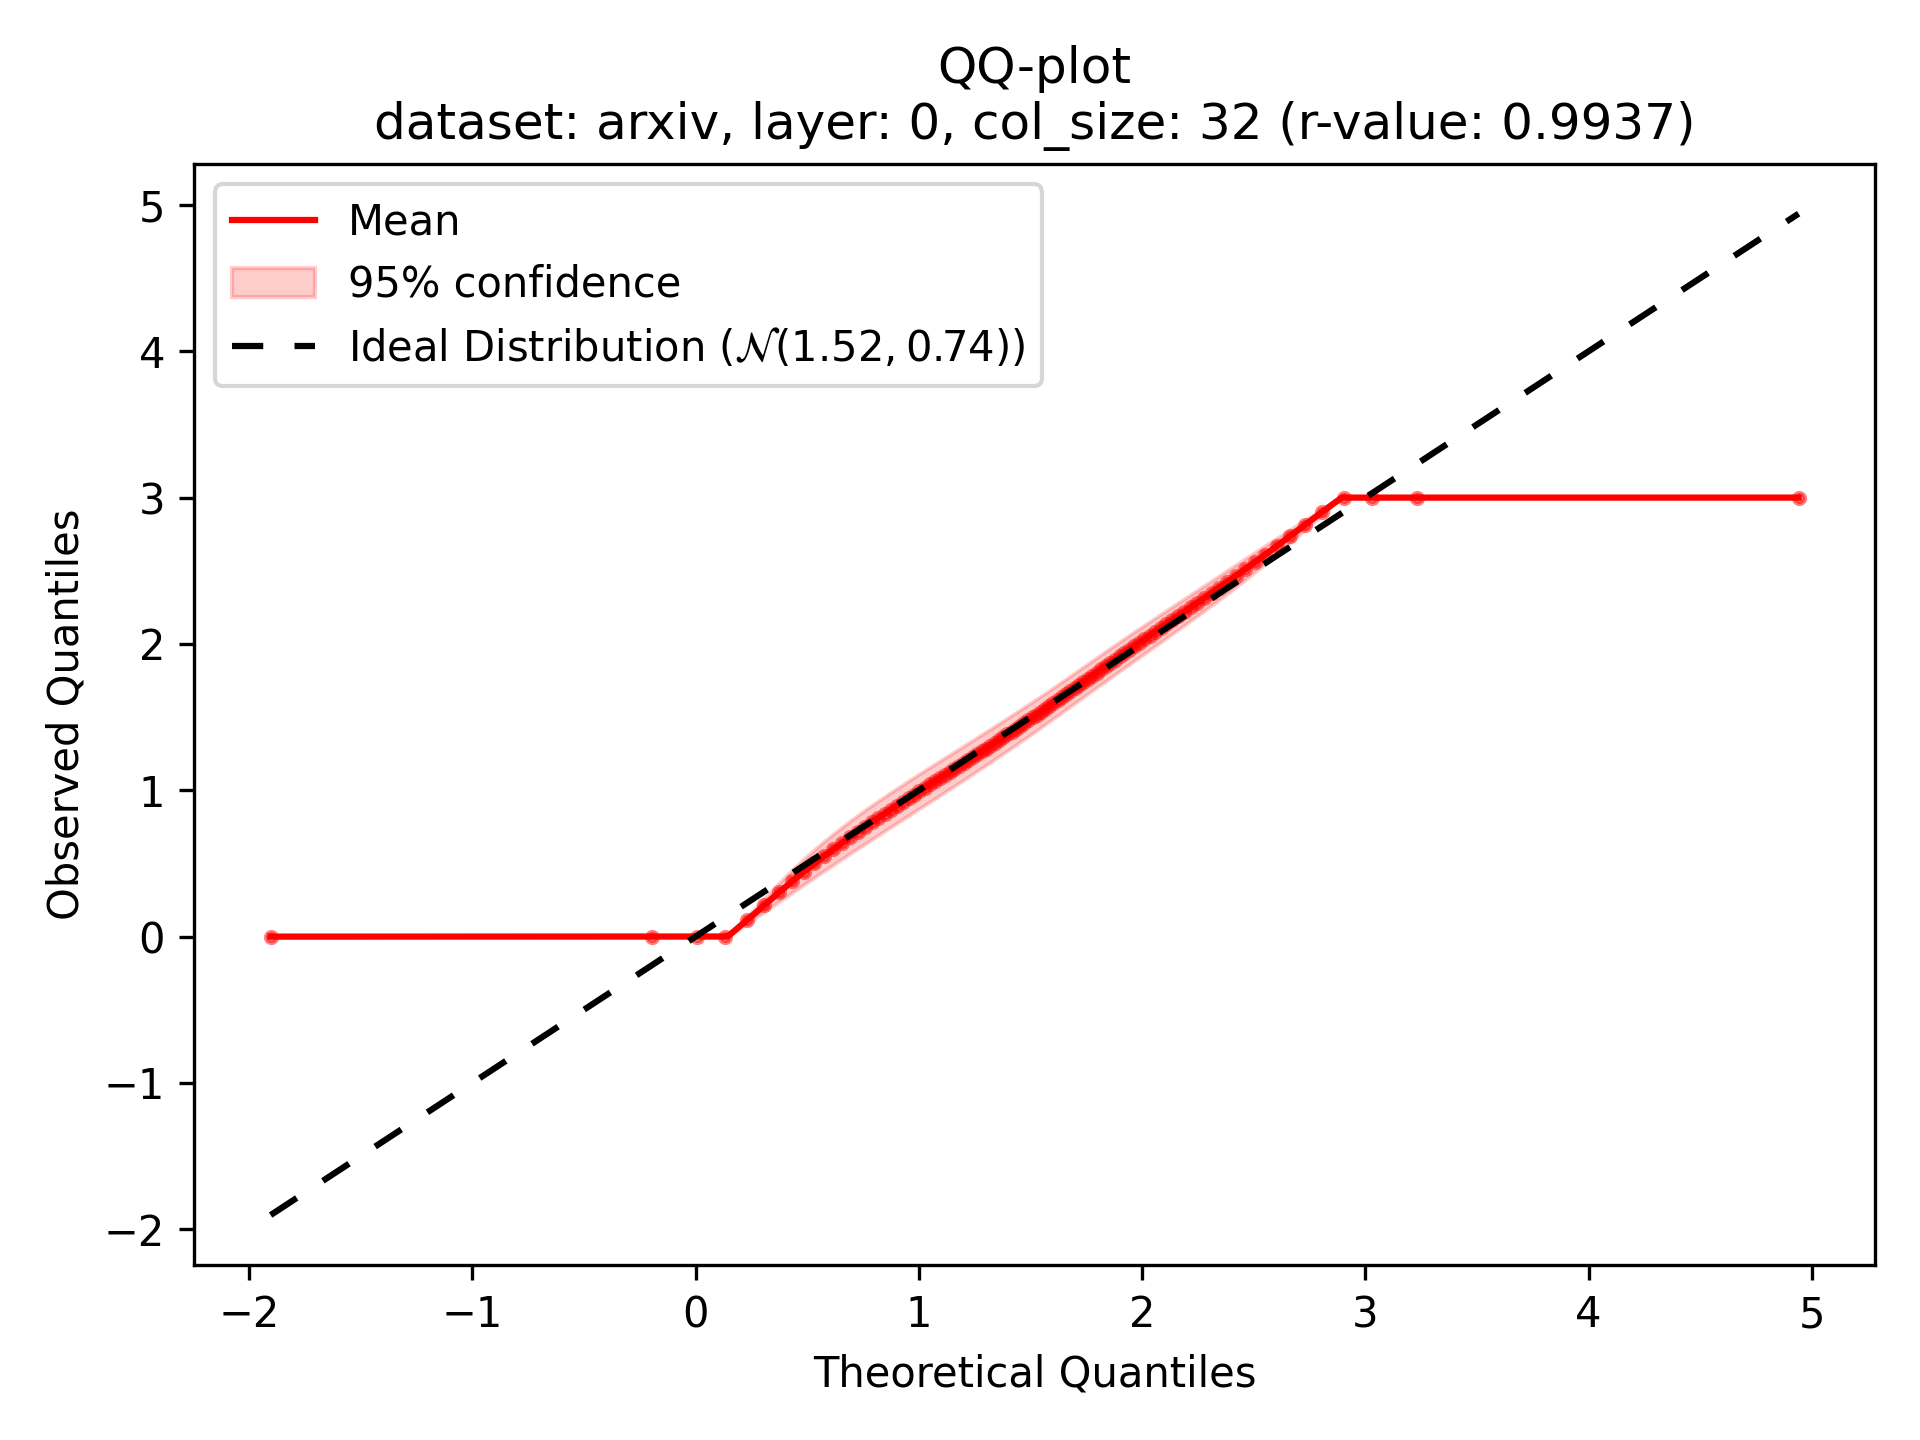 QQ-plot
dataset: arxiv, layer: 0, col_size: 32 (r-value: 0.9937)
Mean
95% confidence
Ideal Distribution (𝒩(1.52, 0.74))
5
4
3
2
1
0
−1
−2
Observed Quantiles
−2 −1 0 1 2 3 4 5
Theoretical Quantiles